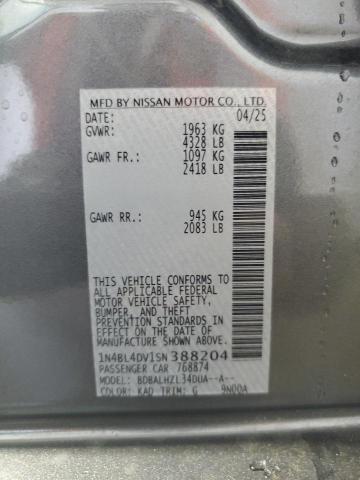 MFD BY NISSAN MOTOR CO., LTD.
DATE: 04/25
GVWR: 1963 KG
4328 LB
GAWR FR.: 1097 KG
2418 LB
GAWR RR.: 945 KG
2083 LB
THIS VEHICLE CONFORMS TO
ALL APPLICABLE FEDERAL
MOTOR VEHICLE SAFETY,
BUMPER, AND THEFT
PREVENTION STANDARDS IN
EFFECT ON THE DATE OF
MANUFACTURE SHOWN ABOVE.
1N4BL4DV1SN388204
PASSENGER CAR 768874
MODEL: BDBALHZL34DUA--A--
COLOR: KAD TRIM: G 9N00A